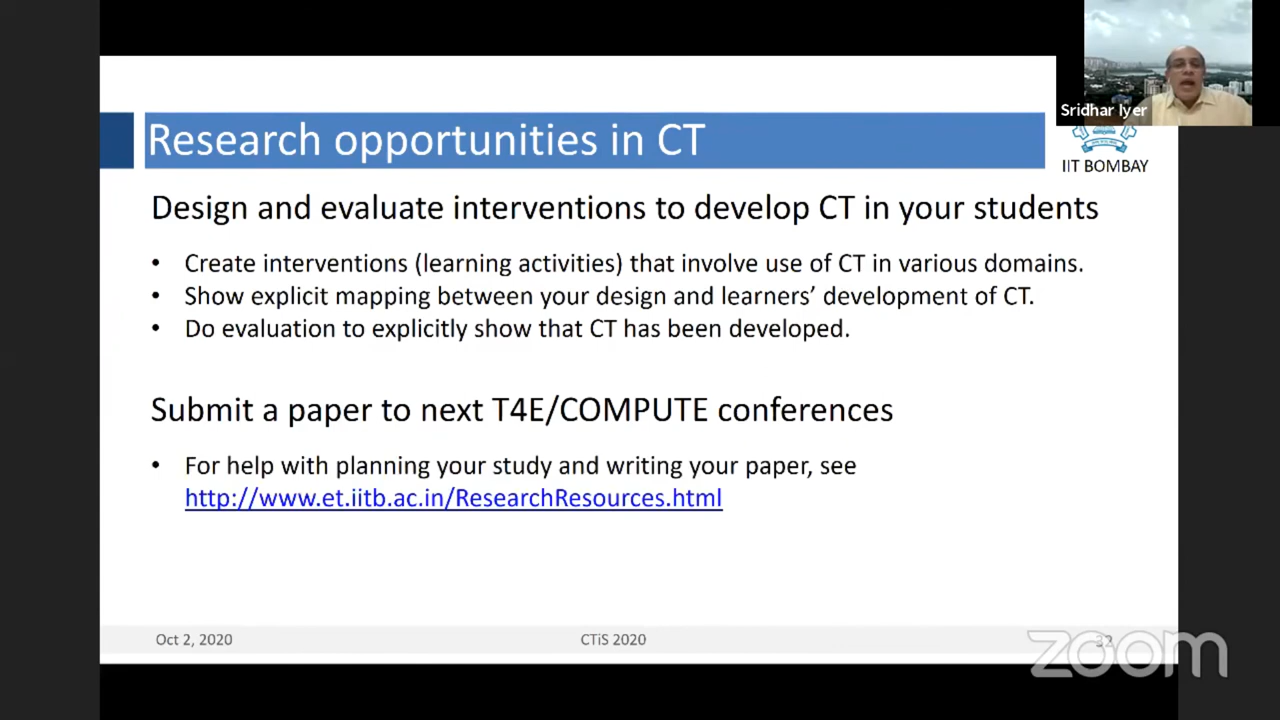 Sridhar Iyer
Research opportunities in CT
IIT BOMBAY
Design and evaluate interventions to develop CT in your students
• Create interventions (learning activities) that involve use of CT in various domains.
• Show explicit mapping between your design and learners’ development of CT.
• Do evaluation to explicitly show that CT has been developed.
Submit a paper to next T4E/COMPUTE conferences
• For help with planning your study and writing your paper, see
http://www.et.iitb.ac.in/ResearchResources.html
Oct 2, 2020
CTiS 2020
32
zoom